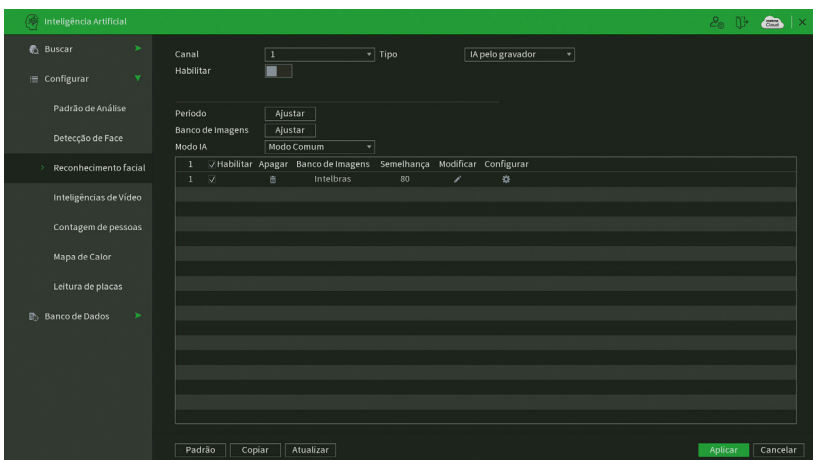 Inteligência Artificial
Buscar
Configurar
Padrão de Análise
Detecção de Face
Reconhecimento facial
Inteligências de Vídeo
Contagem de pessoas
Mapa de Calor
Leitura de placas
Banco de Dados
Canal 1 Tipo IA pelo gravador
Habilitar
Período Ajustar
Banco de Imagens Ajustar
Modo IA Modo Comum
1 Habilitar Apagar Banco de Imagens Semelhança Modificar Configurar
1 Intelbras 80
Padrão Copiar Atualizar Aplicar Cancelar